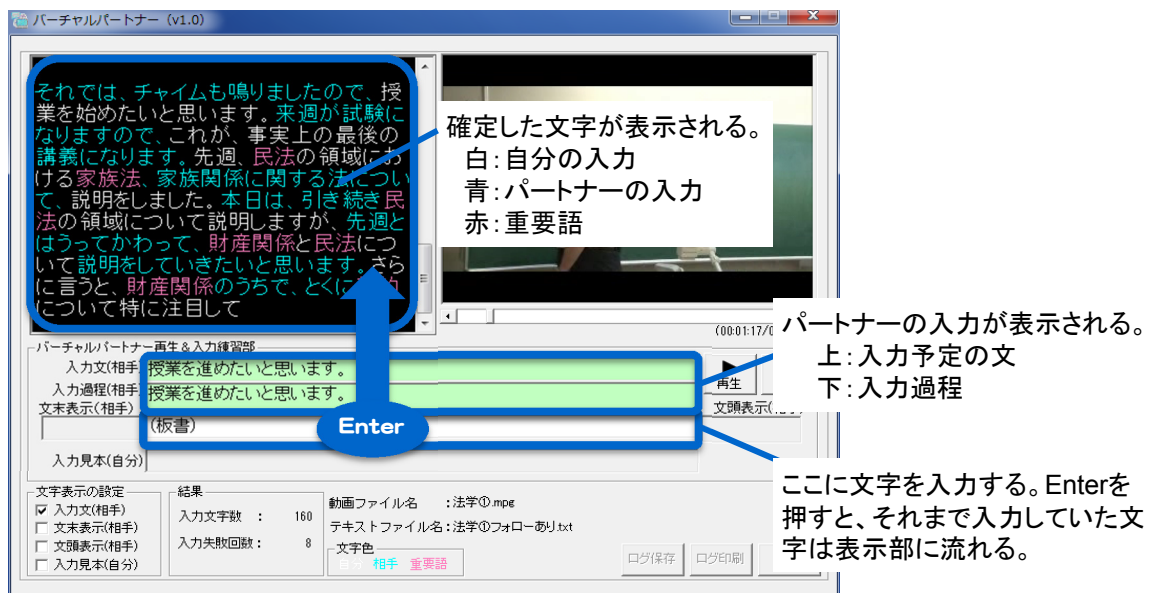 バーチャルパートナー (v1.0)
それでは、チャイムも鳴りましたので、授
業を始めたいと思います。来週が試験に
なりますので、これが、事実上の最後の
講義になります。先週、民法の領域にお
ける家族法、家族関係に関する法につい
て、説明をしました。本日は、引き続き民
法の領域について説明しますが、先週と
はうってかわって、財産関係と民法につ
いて説明をしていきたいと思います。さら
に言うと、財産関係のうちで、とくに
について特に注目して
確定した文字が表示される。
白：自分の入力
青：パートナーの入力
赤：重要語
(00:01:17/0
バーチャルパートナー再生＆入力練習部
入力文(相手)
授業を進めたいと思います。
入力過程(相手)
授業を進めたいと思います。
再生
文末表示(相手)
文頭表示(
(板書)
Enter
入力見本(自分)
パートナーの入力が表示される。
上：入力予定の文
下：入力過程
ここに文字を入力する。Enterを
押すと、それまで入力していた文
字は表示部に流れる。
文字表示の設定
入力文(相手)
文末表示(相手)
文頭表示(相手)
入力見本(自分)
結果
入力文字数 ： 160
入力失敗回数： 8
動画ファイル名 ：法学①.mpg
テキストファイル名：法学①フォローあり.txt
文字色
自分 相手 重要語
ログ保存 ログ印刷